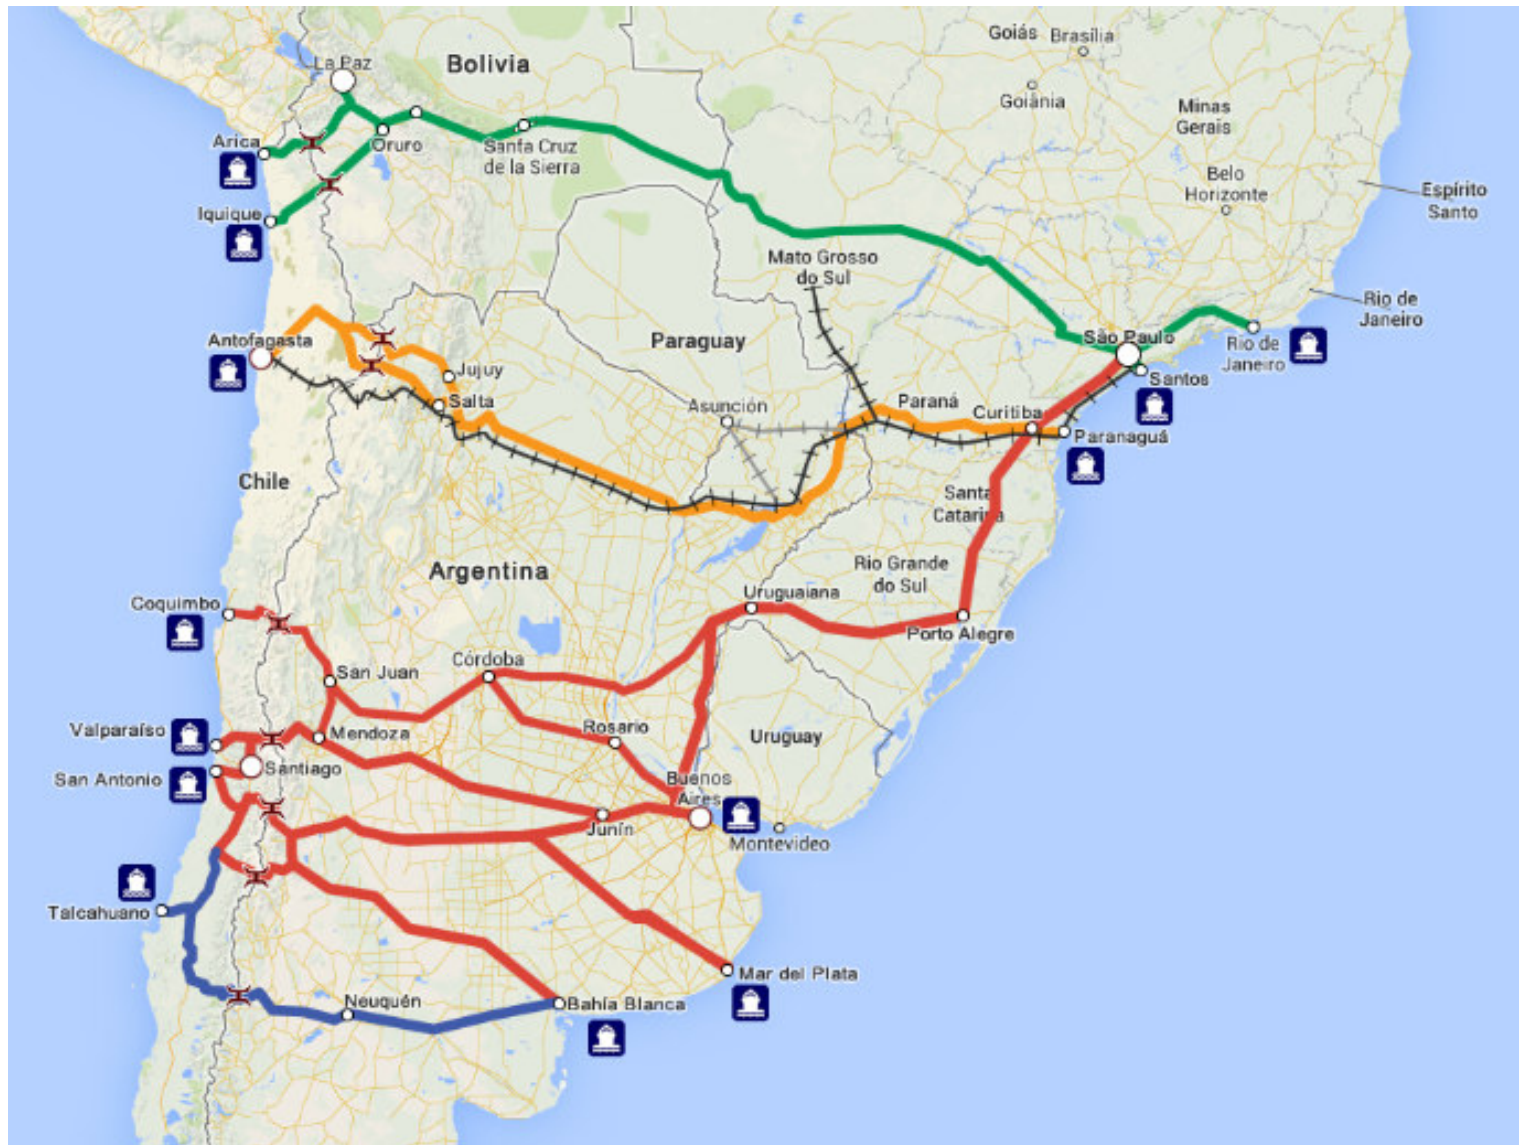 Goiás
Brasília
La Paz
Bolivia
Goiânia
Minas
Gerais
Arica
Oruro
Santa Cruz
de la Sierra
Belo
Horizonte
Espírito
Santo
Iquique
Mato Grosso
do Sul
Rio de
Janeiro
Antofagasta
Paraguay
São Paulo
Rio de
Janeiro
Jujuy
Santos
Salta
Asunción
Paraná
Curitiba
Paranaguá
Chile
Santa
Catarina
Argentina
Rio Grande
do Sul
Coquimbo
Uruguaiana
Porto Alegre
Córdoba
San Juan
Valparaíso
Mendoza
Rosario
Uruguay
San Antonio
Santiago
Buenos
Aires
Junín
Montevideo
Talcahuano
Mar del Plata
Neuquén
Bahía Blanca